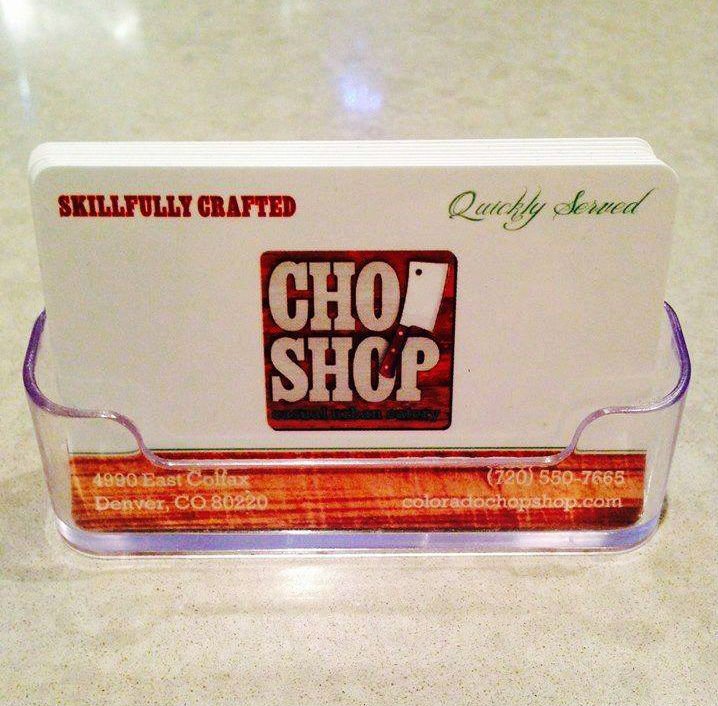 SKILLFULLY CRAFTED
Quickly Served
CHO
SHOP
casual urban eatery
4990 East Colfax
Denver, CO 80220
(720) 550-7665
coloradochopshop.com